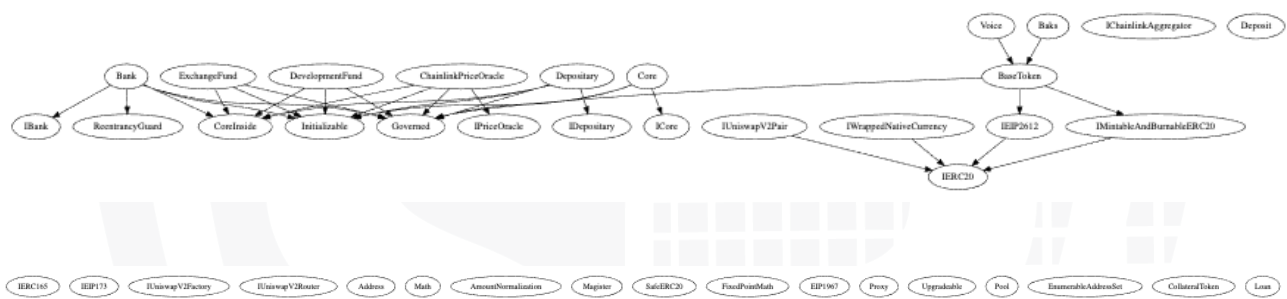 Voice Baks IChainlinkAggregator Deposit
Bank ExchangeFund DevelopmentFund ChainlinkPriceOracle Depositary Core BaseToken
IBank ReentrancyGuard CoreInside Initializable Governed IPriceOracle IDepositary ICore IUniswapV2Pair IWrappedNativeCurrency IEIP2612 IMintableAndBurnableERC20
IERC20
IERC165 IEIP173 IUniswapV2Factory IUniswapV2Router Address Math AmountNormalization Magister SafeERC20 FixedPointMath EIP1967 Proxy Upgradeable Pool EnumerableAddressSet CollateralToken Loan